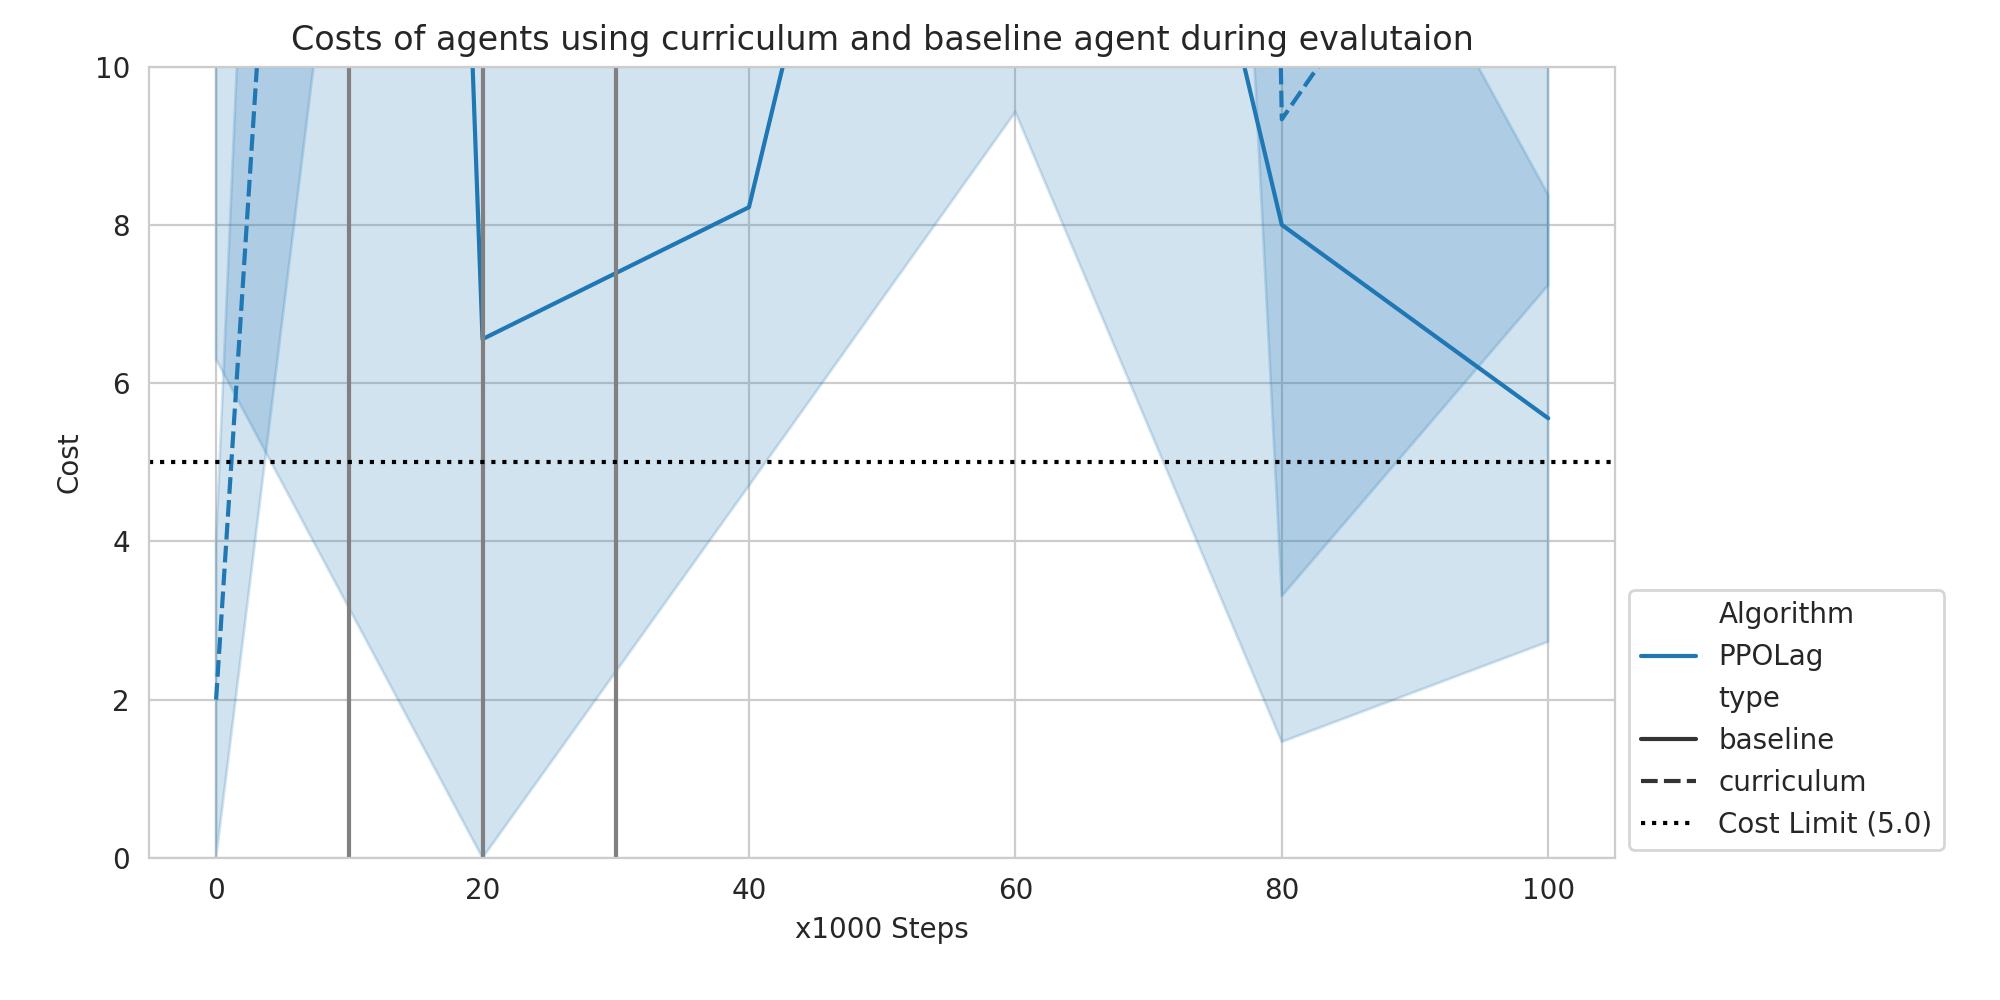 Costs of agents using curriculum and baseline agent during evalutaion
10
8
6
4
2
0
Cost
0 20 40 60 80 100
x1000 Steps
Algorithm
PPOLag
type
baseline
curriculum
Cost Limit (5.0)